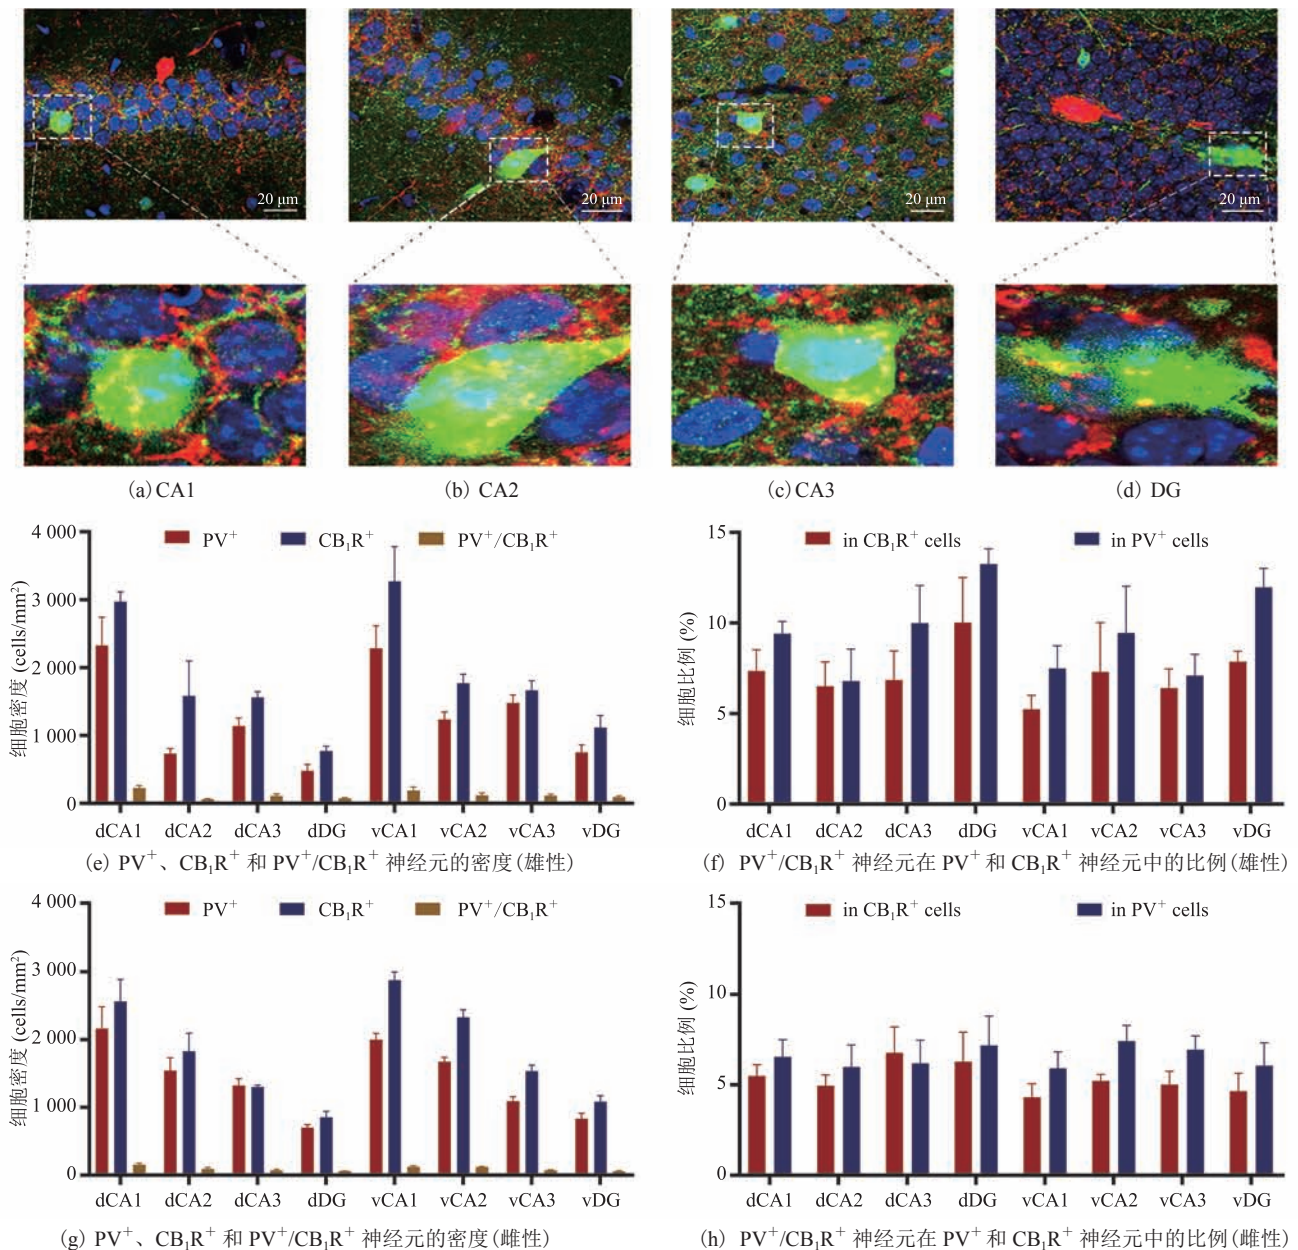 20 μm 20 μm 20 μm 20 μm
(a) CA1 (b) CA2 (c) CA3 (d) DG
细胞密度 (cells/mm²)
4 000
3 000
2 000
1 000
0
PV⁺ CB₁R⁺ PV⁺/CB₁R⁺
dCA1 dCA2 dCA3 dDG vCA1 vCA2 vCA3 vDG
(e) PV⁺、CB₁R⁺ 和 PV⁺/CB₁R⁺ 神经元的密度(雄性)
细胞比例 (%)
15
10
5
0
in CB₁R⁺ cells in PV⁺ cells
dCA1 dCA2 dCA3 dDG vCA1 vCA2 vCA3 vDG
(f) PV⁺/CB₁R⁺ 神经元在 PV⁺ 和 CB₁R⁺ 神经元中的比例(雄性)
细胞密度 (cells/mm²)
4 000
3 000
2 000
1 000
0
PV⁺ CB₁R⁺ PV⁺/CB₁R⁺
dCA1 dCA2 dCA3 dDG vCA1 vCA2 vCA3 vDG
(g) PV⁺、CB₁R⁺ 和 PV⁺/CB₁R⁺ 神经元的密度(雌性)
细胞比例 (%)
15
10
5
0
in CB₁R⁺ cells in PV⁺ cells
dCA1 dCA2 dCA3 dDG vCA1 vCA2 vCA3 vDG
(h) PV⁺/CB₁R⁺ 神经元在 PV⁺ 和 CB₁R⁺ 神经元中的比例(雌性)